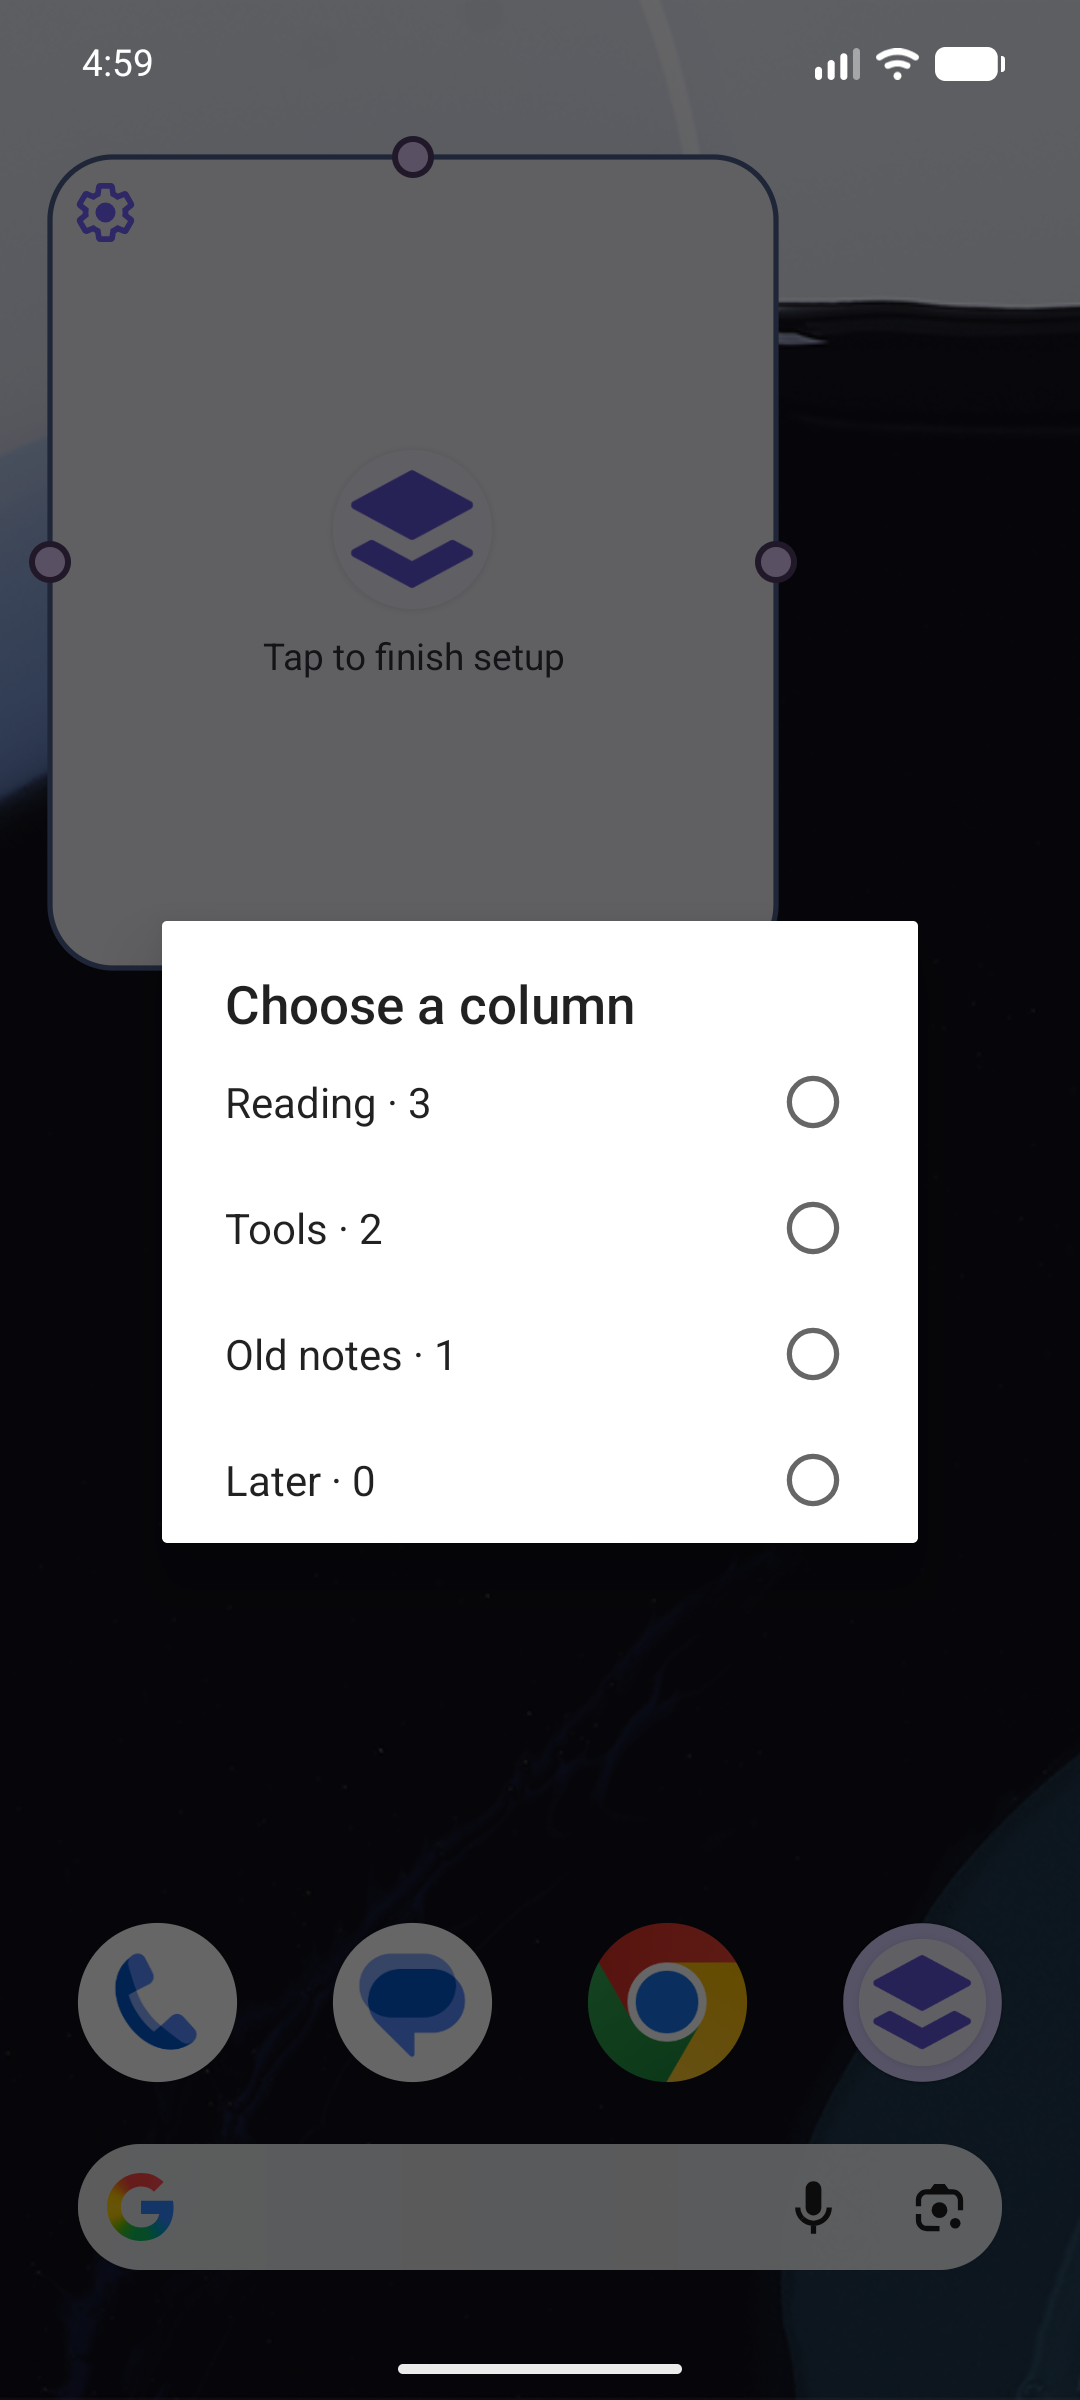 4:59
Tap to finish setup
Choose a column
Reading · 3
Tools · 2
Old notes · 1
Later · 0